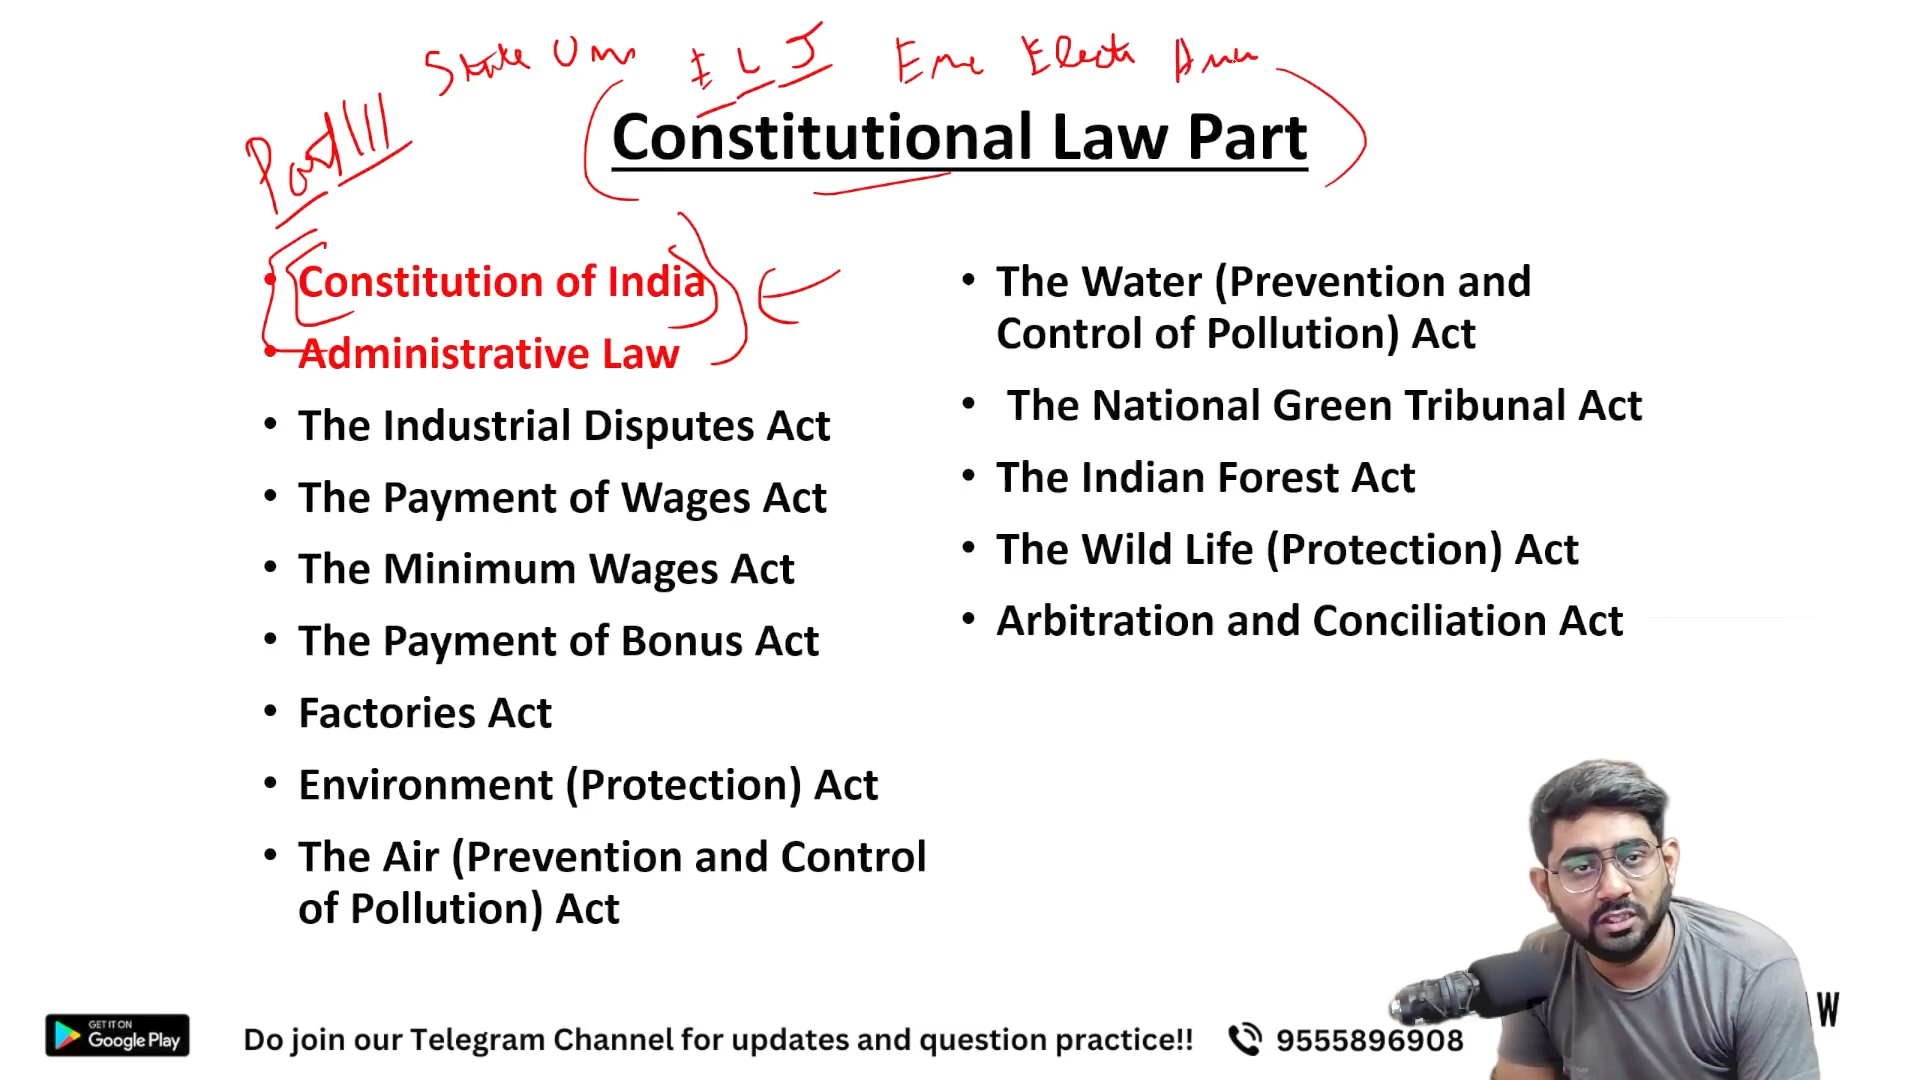 State Um E L J Eme Electi Amen
Part III
Constitutional Law Part
• Constitution of India
• Administrative Law
• The Industrial Disputes Act
• The Payment of Wages Act
• The Minimum Wages Act
• The Payment of Bonus Act
• Factories Act
• Environment (Protection) Act
• The Air (Prevention and Control
of Pollution) Act
• The Water (Prevention and
Control of Pollution) Act
• The National Green Tribunal Act
• The Indian Forest Act
• The Wild Life (Protection) Act
• Arbitration and Conciliation Act
GET IT ON
Google Play
Do join our Telegram Channel for updates and question practice!! 9555896908
W